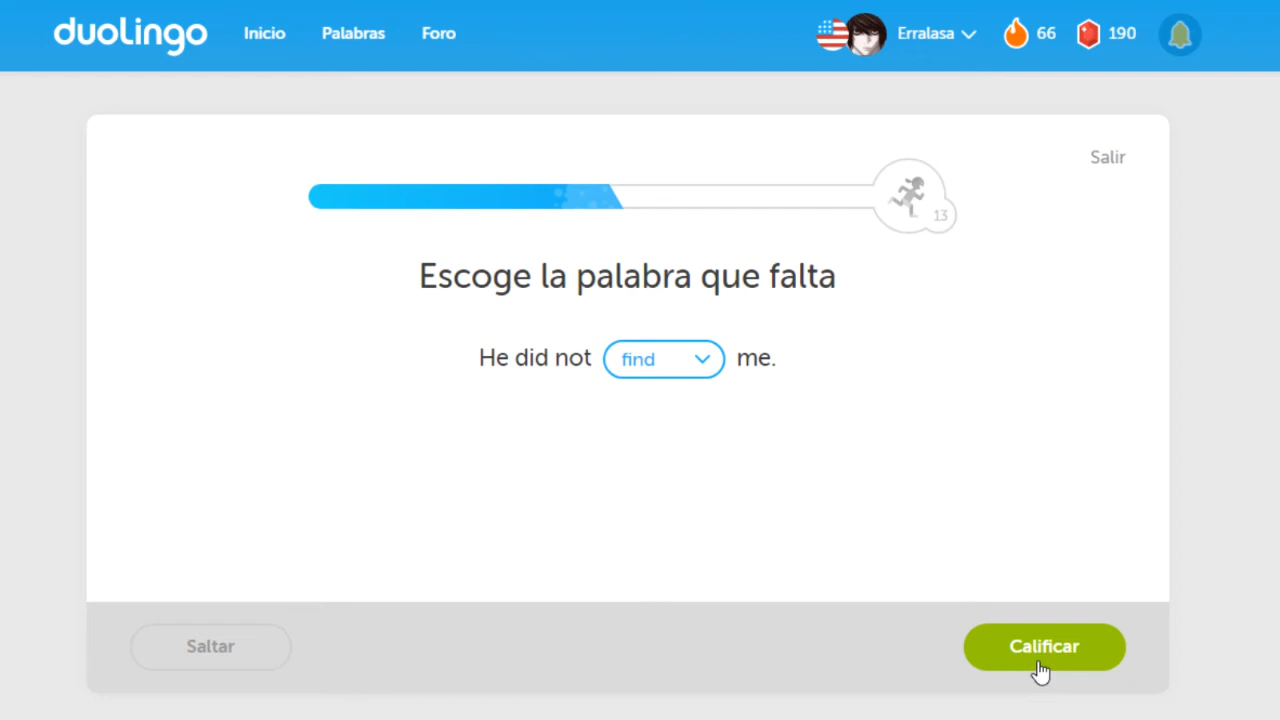 duolingo Inicio Palabras Foro Erralasa 66 190
Salir
13
Escoge la palabra que falta
He did not find me.
Saltar Calificar